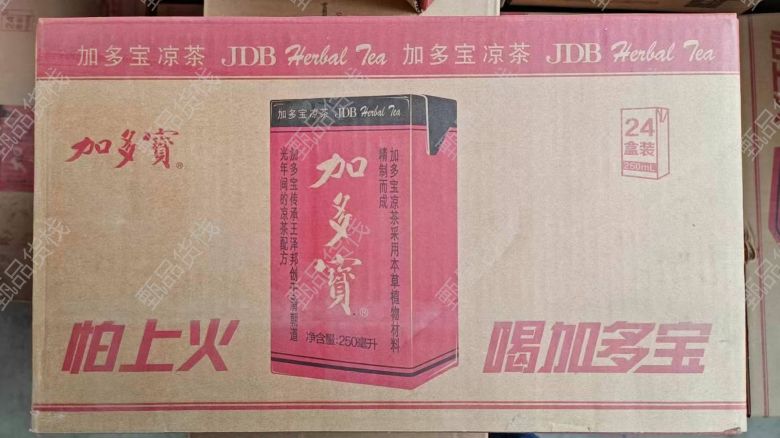 加多宝凉茶 JDB Herbal Tea 加多宝凉茶 JDB Herbal Tea
加多寶®
加多宝凉茶 JDB Herbal Tea
加多宝凉茶采用本草植物材料
精制而成
加多寶®
加多宝传承王泽邦创于清朝道
光年间的凉茶配方
净含量:250毫升
24
盒装
250mL
怕上火
喝加多宝
甄品货栈